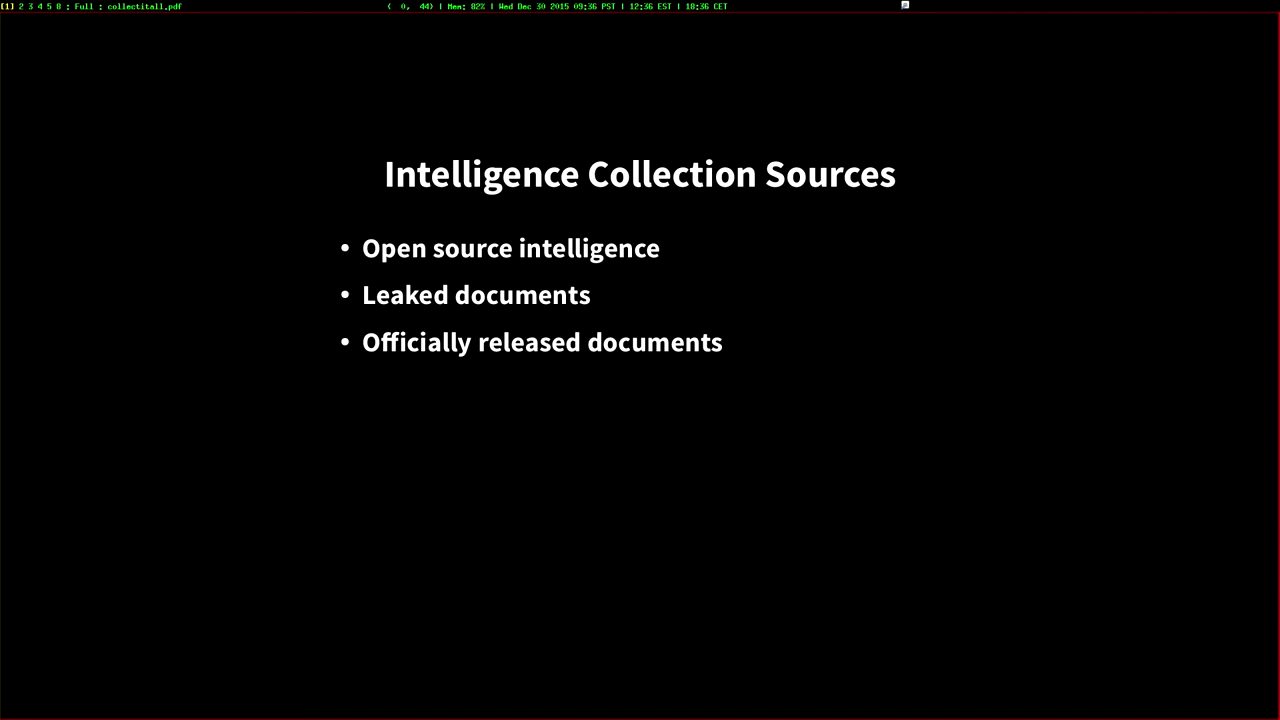 [1] 2 3 4 5 8 : Full : collectitall.pdf ( 0, 44) | Mem: 82% | Wed Dec 30 2015 09:36 PST | 12:36 EST | 18:36 CET
Intelligence Collection Sources
• Open source intelligence
• Leaked documents
• Officially released documents